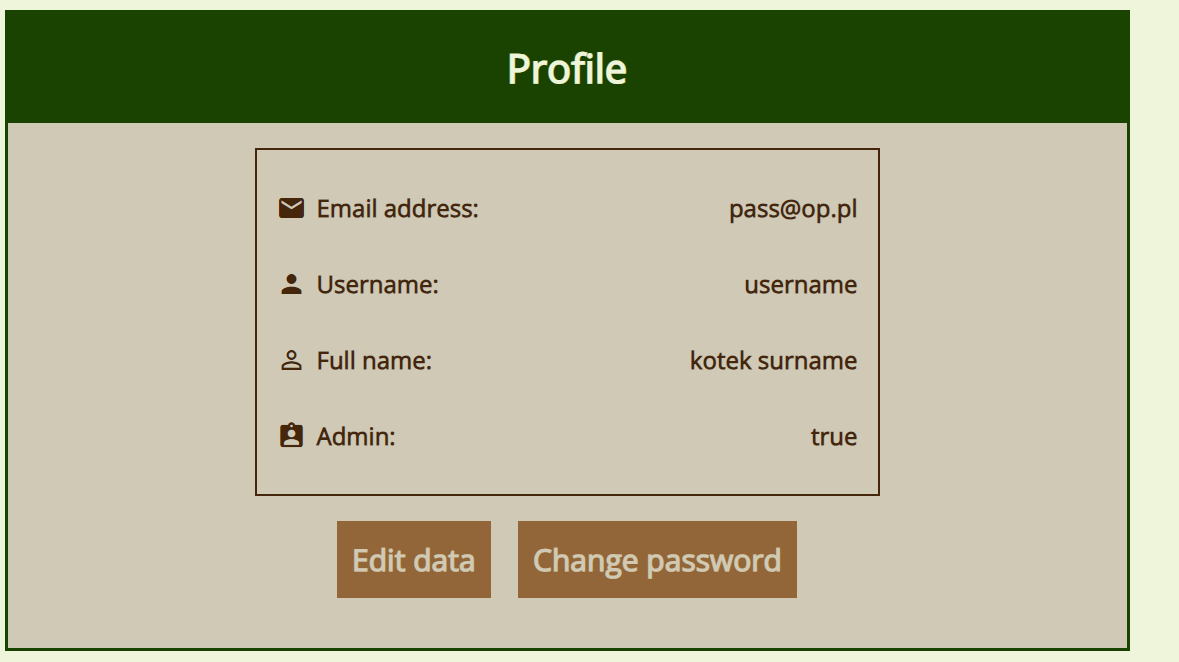 Profile
Email address: pass@op.pl
Username: username
Full name: kotek surname
Admin: true
Edit data Change password